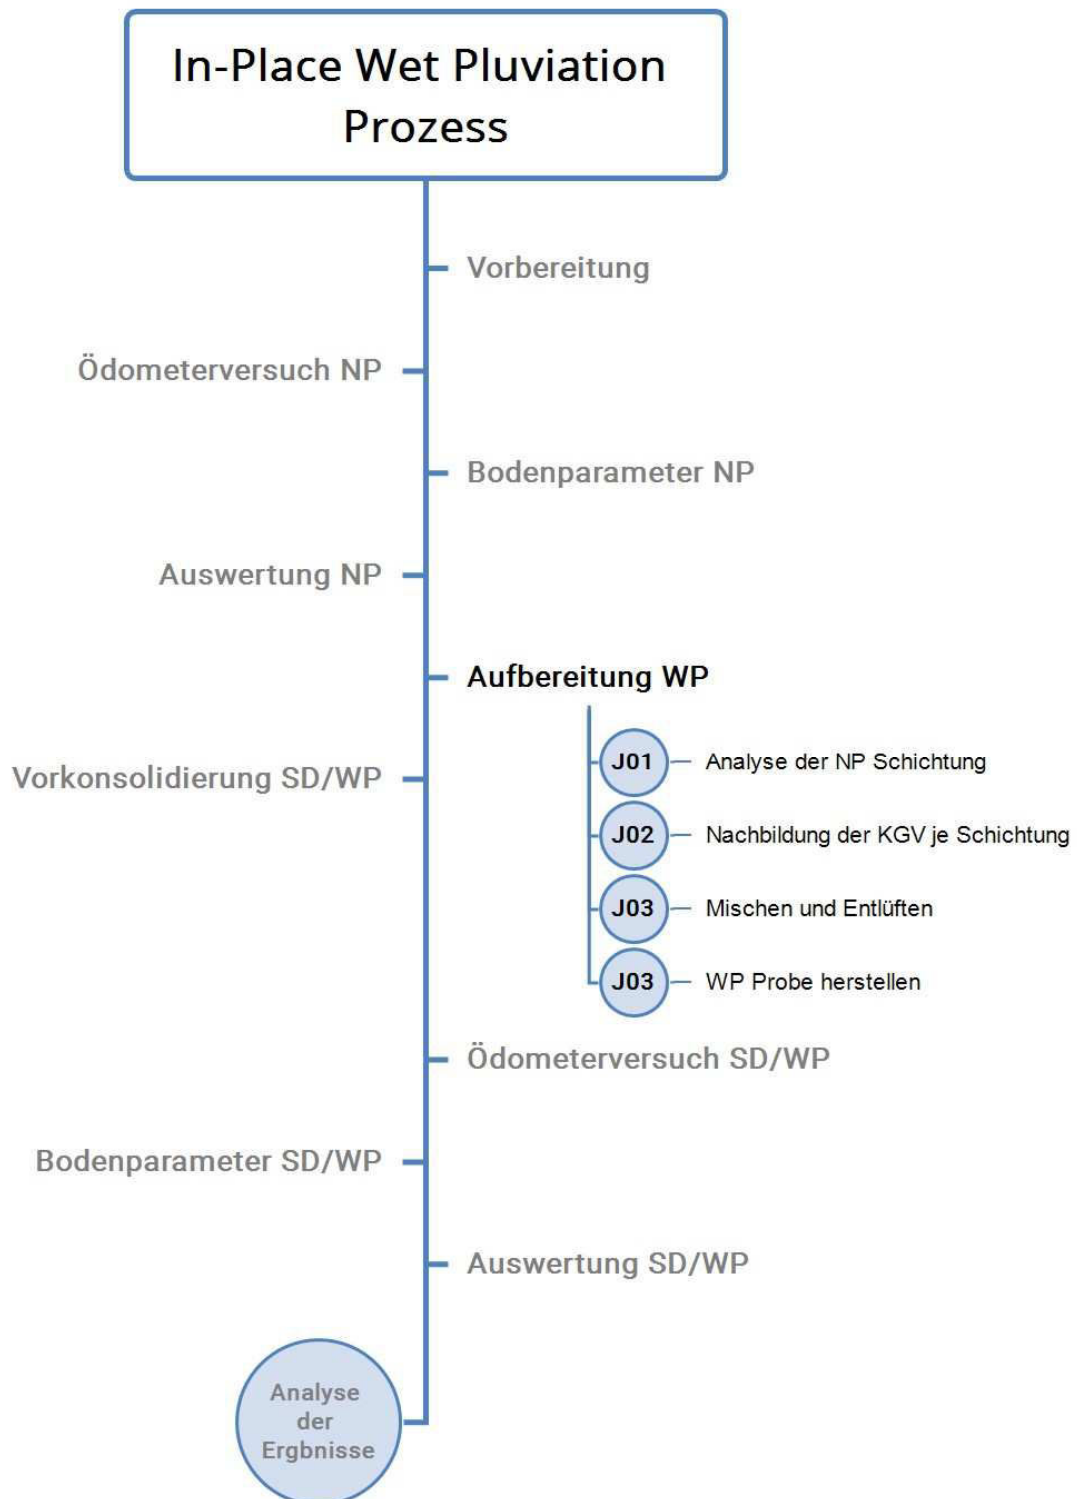 In-Place Wet Pluviation
Prozess
Vorbereitung
Ödometerversuch NP
Bodenparameter NP
Auswertung NP
Aufbereitung WP
J01 Analyse der NP Schichtung
Vorkonsolidierung SD/WP
J02 Nachbildung der KGV je Schichtung
J03 Mischen und Entlüften
J03 WP Probe herstellen
Ödometerversuch SD/WP
Bodenparameter SD/WP
Auswertung SD/WP
Analyse
der
Ergbnisse